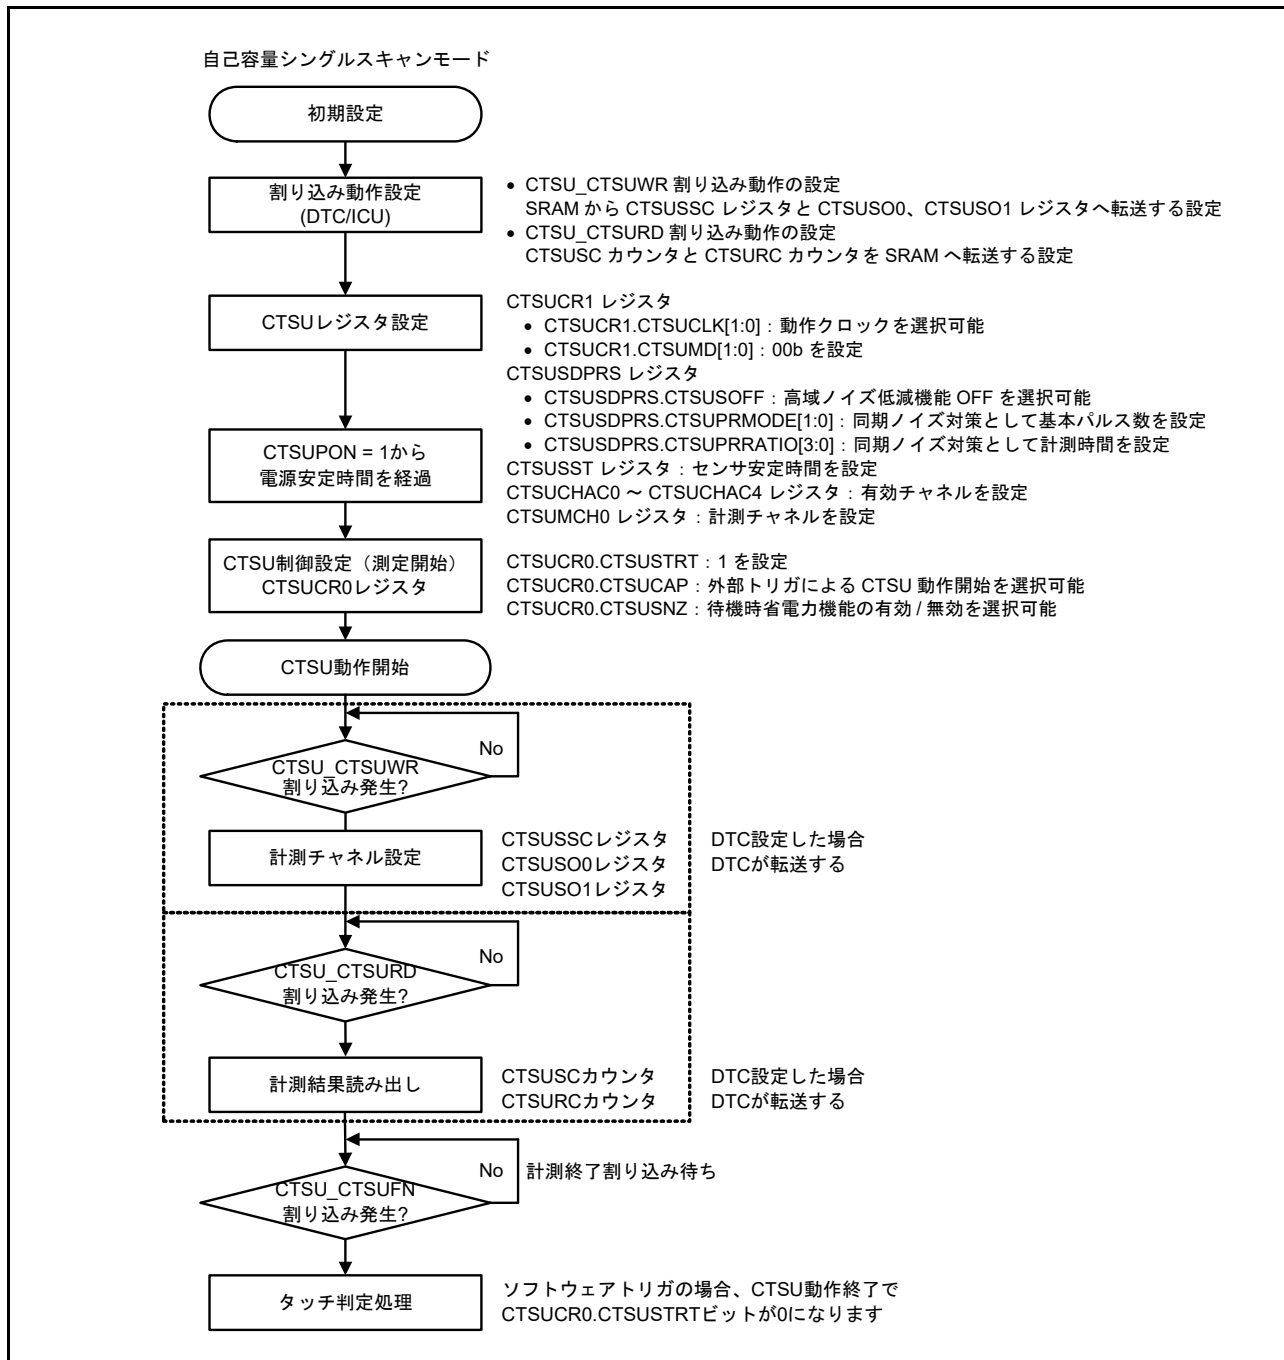 自己容量シングルスキャンモード
初期設定
割り込み動作設定
(DTC/ICU)
• CTSU_CTSUWR 割り込み動作の設定
SRAM から CTSUSSC レジスタと CTSUSO0、CTSUSO1 レジスタへ転送する設定
• CTSU_CTSURD 割り込み動作の設定
CTSUSC カウンタと CTSURC カウンタを SRAM へ転送する設定
CTSUレジスタ設定
CTSUCR1 レジスタ
• CTSUCR1.CTSUCLK[1:0]：動作クロックを選択可能
• CTSUCR1.CTSUMD[1:0]：00b を設定
CTSUSDPRS レジスタ
• CTSUSDPRS.CTSUSOFF：高域ノイズ低減機能 OFF を選択可能
• CTSUSDPRS.CTSUPRMODE[1:0]：同期ノイズ対策として基本パルス数を設定
• CTSUSDPRS.CTSUPRRATIO[3:0]：同期ノイズ対策として計測時間を設定
CTSUSST レジスタ：センサ安定時間を設定
CTSUCHAC0 ～ CTSUCHAC4 レジスタ：有効チャネルを設定
CTSUMCH0 レジスタ：計測チャネルを設定
CTSUPON = 1から
電源安定時間を経過
CTSU制御設定（測定開始）
CTSUCR0レジスタ
CTSUCR0.CTSUSTRT：1 を設定
CTSUCR0.CTSUCAP：外部トリガによる CTSU 動作開始を選択可能
CTSUCR0.CTSUSNZ：待機時省電力機能の有効 / 無効を選択可能
CTSU動作開始
No
CTSU_CTSUWR
割り込み発生?
計測チャネル設定
CTSUSSCレジスタ
CTSUSO0レジスタ
CTSUSO1レジスタ
DTC設定した場合
DTCが転送する
No
CTSU_CTSURD
割り込み発生?
計測結果読み出し
CTSUSCカウンタ
CTSURCカウンタ
DTC設定した場合
DTCが転送する
No
計測終了割り込み待ち
CTSU_CTSUFN
割り込み発生?
タッチ判定処理
ソフトウェアトリガの場合、CTSU動作終了で
CTSUCR0.CTSUSTRTビットが0になります